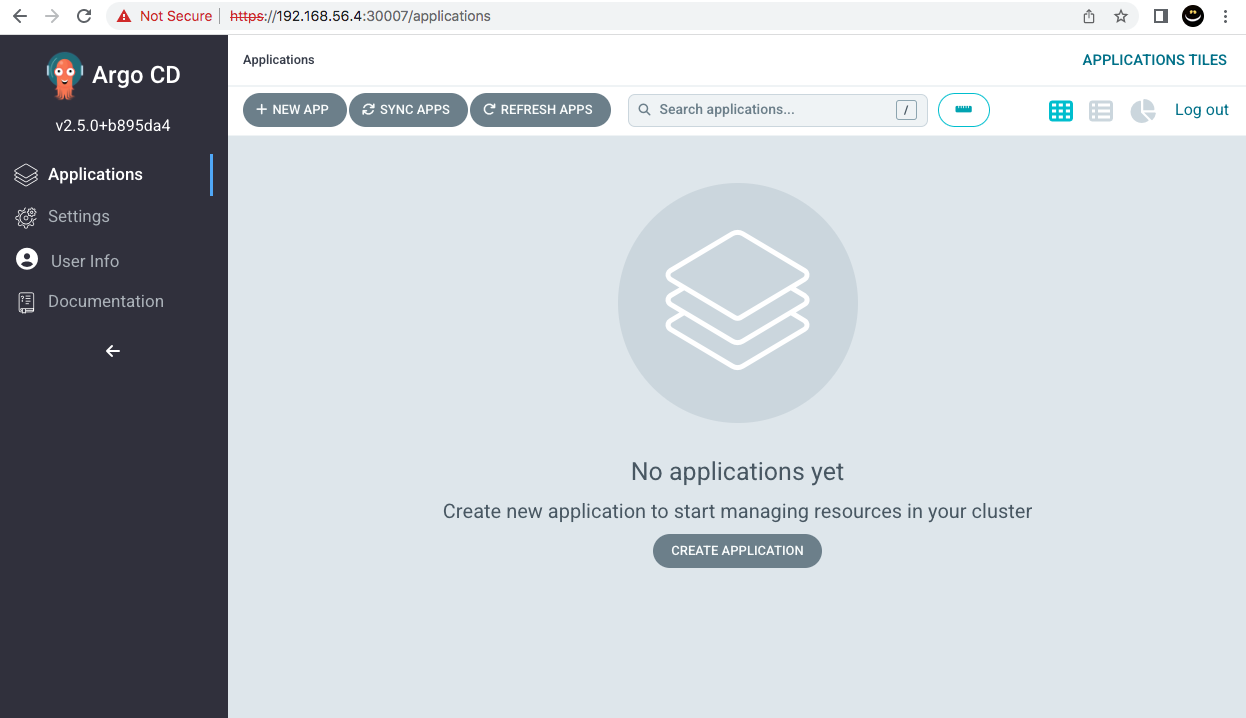 Not Secure | https://192.168.56.4:30007/applications
Argo CD
v2.5.0+b895da4
Applications
Settings
User Info
Documentation
Applications
APPLICATIONS TILES
+ NEW APP
SYNC APPS
REFRESH APPS
Search applications...
/
Log out
No applications yet
Create new application to start managing resources in your cluster
CREATE APPLICATION